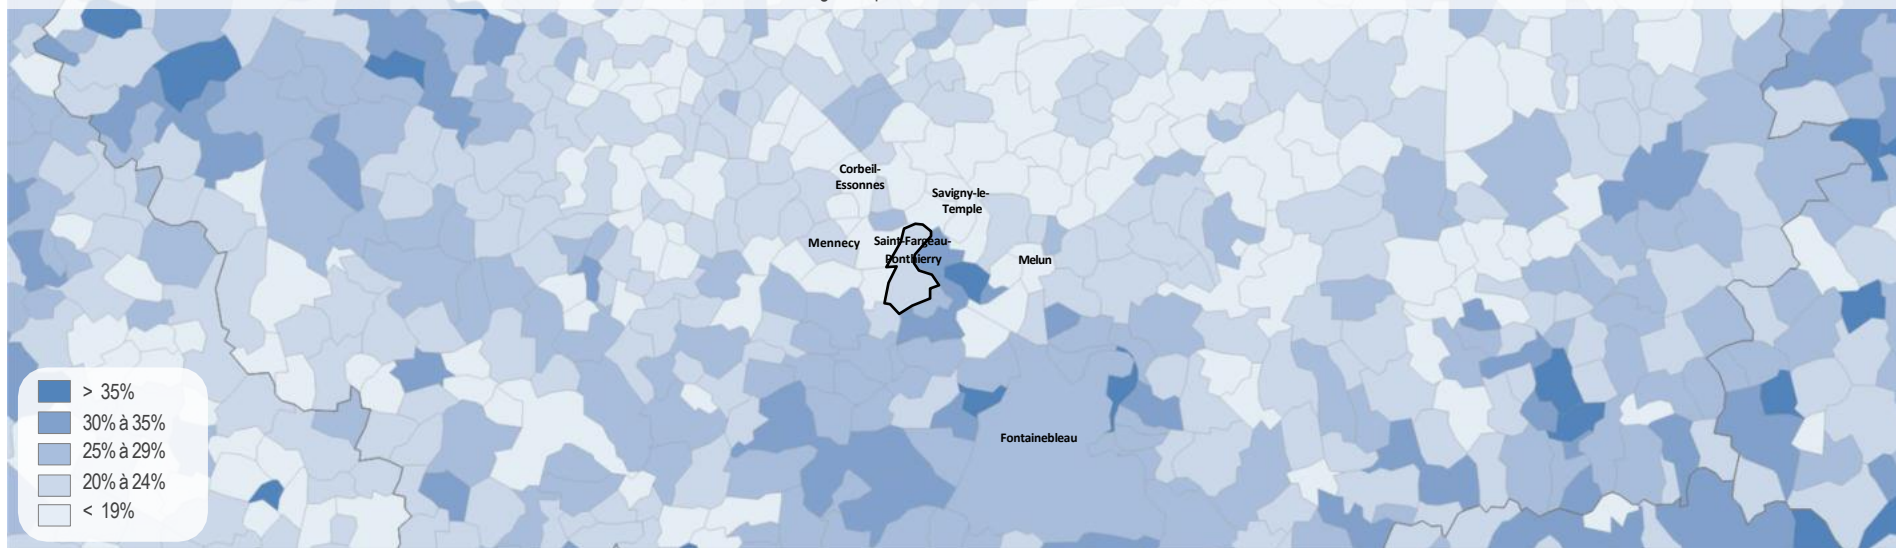 Corbeil-
Essonnes
Savigny-le-
Temple
Mennecy
Saint-Fargeau-
Ponthierry
Melun
Fontainebleau
> 35%
30% à 35%
25% à 29%
20% à 24%
< 19%